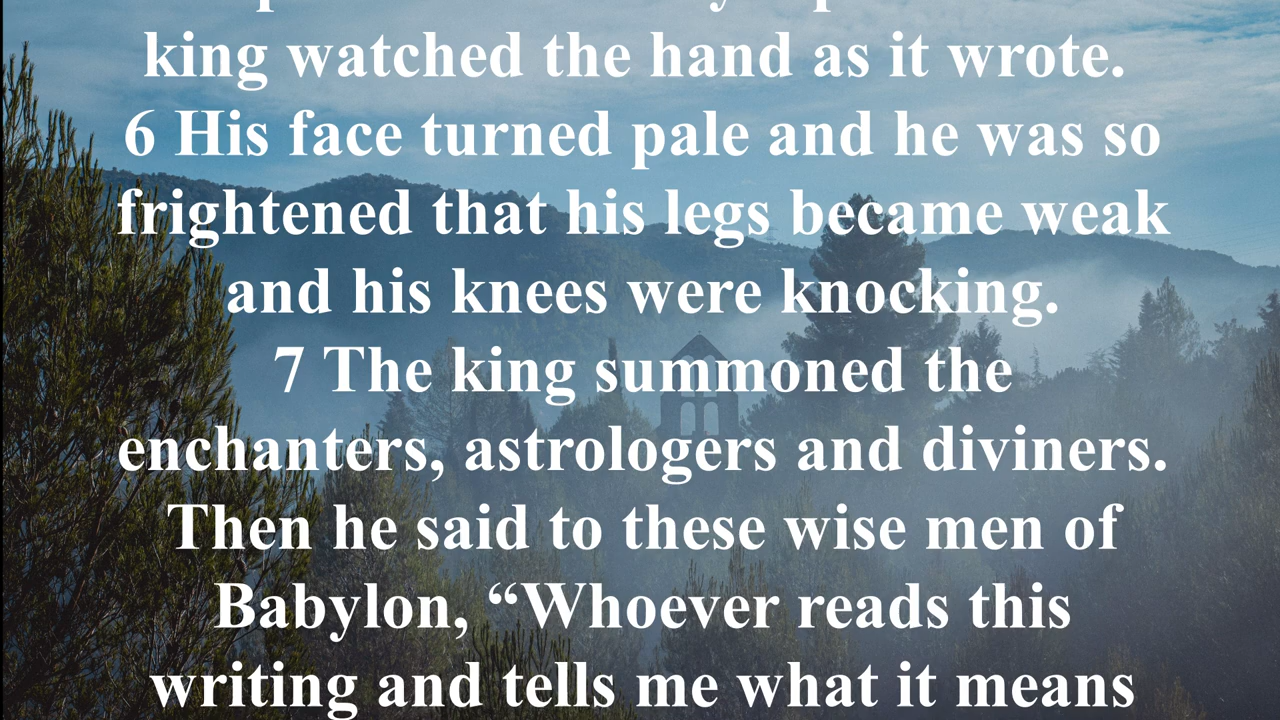 king watched the hand as it wrote.
6 His face turned pale and he was so
frightened that his legs became weak
and his knees were knocking.
7 The king summoned the
enchanters, astrologers and diviners.
Then he said to these wise men of
Babylon, “Whoever reads this
writing and tells me what it means